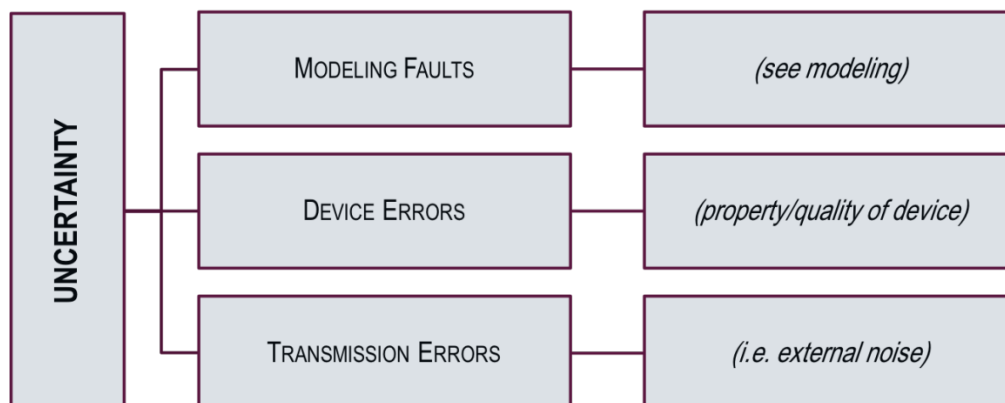 UNCERTAINTY
MODELING FAULTS
(see modeling)
DEVICE ERRORS
(property/quality of device)
TRANSMISSION ERRORS
(i.e. external noise)